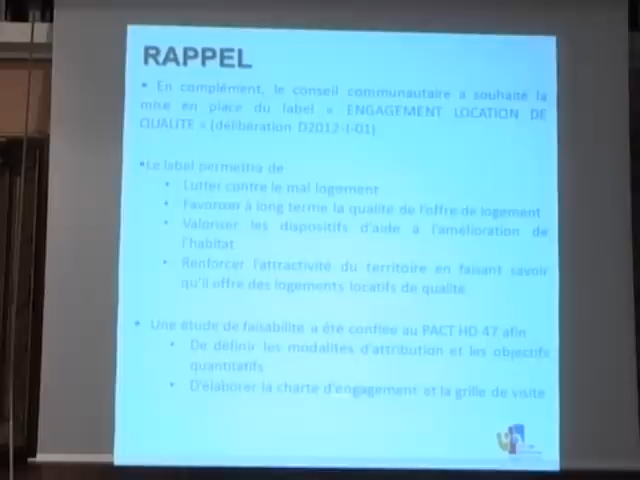 RAPPEL
• En complément, le conseil communautaire a souhaité la
mise en place du label « ENGAGEMENT LOCATION DE
QUALITE » (délibération D2012-I-01)
•Le label permettra de
• Lutter contre le mal logement
• Favoriser à long terme la qualité de l'offre de logement
• Valoriser les dispositifs d'aide à l'amélioration de
l'habitat
• Renforcer l'attractivité du territoire en faisant savoir
qu'il offre des logements locatifs de qualité
• Une étude de faisabilité a été confiée au PACT HD 47 afin
• De définir les modalités d'attribution et les objectifs
quantitatifs
• D'élaborer la charte d'engagement et la grille de visite